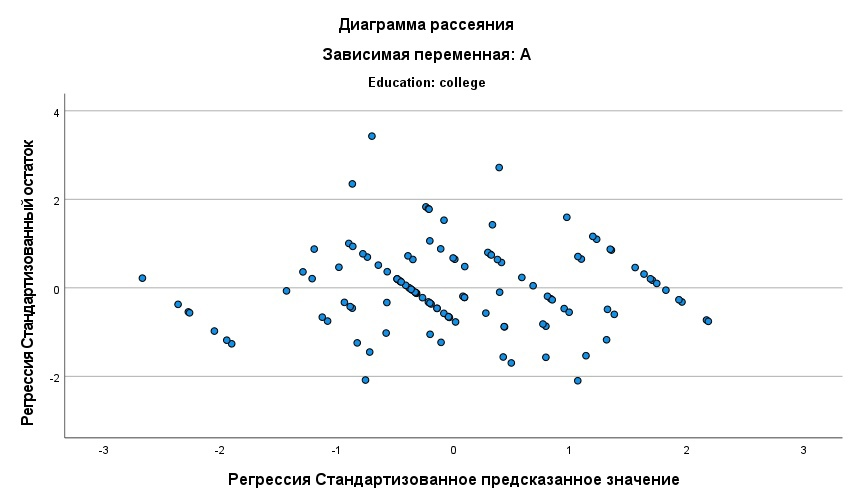 Диаграмма рассеяния
Зависимая переменная: A
Education: college
Регрессия Стандартизованный остаток
4
2
0
-2
-3
-2
-1
0
1
2
3
Регрессия Стандартизованное предсказанное значение